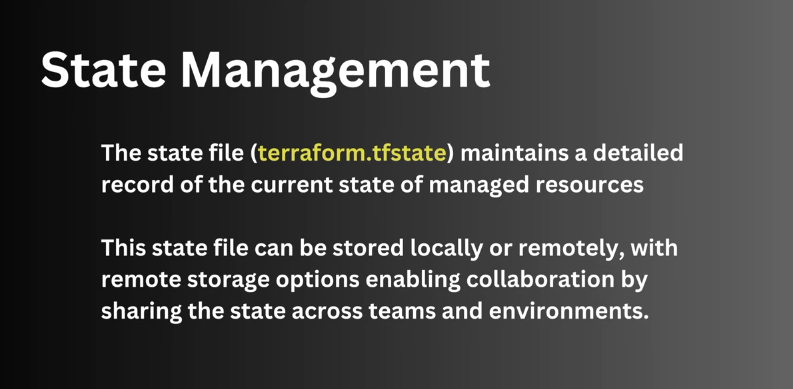 State Management
The state file (terraform.tfstate) maintains a detailed
record of the current state of managed resources
This state file can be stored locally or remotely, with
remote storage options enabling collaboration by
sharing the state across teams and environments.